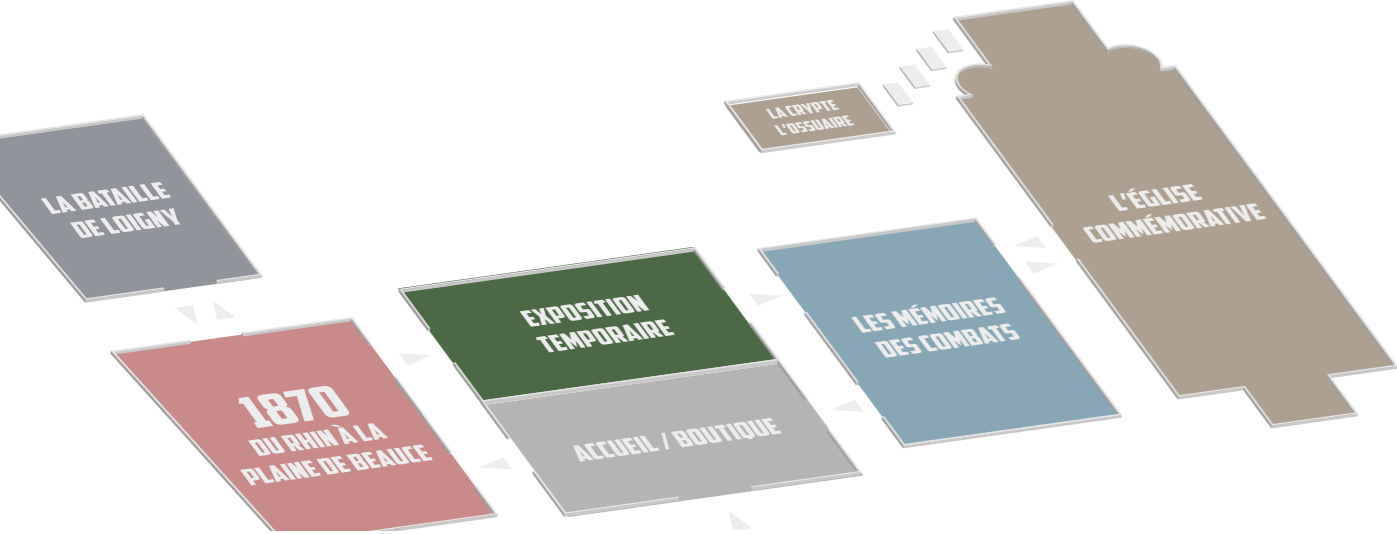 LA CRYPTE
L'OSSUAIRE
LA BATAILLE
DE LOIGNY
L'ÉGLISE
COMMÉMORATIVE
EXPOSITION
TEMPORAIRE
LES MÉMOIRES
DES COMBATS
1870
DU RHIN À LA
PLAINE DE BEAUCE
ACCUEIL / BOUTIQUE